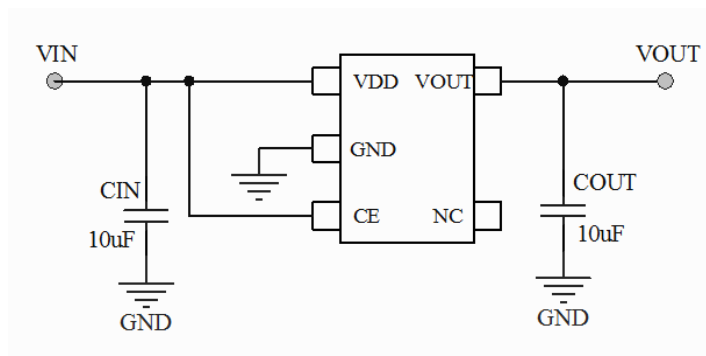 VIN
VOUT
VDD
VOUT
GND
CE
NC
CIN
10uF
GND
COUT
10uF
GND